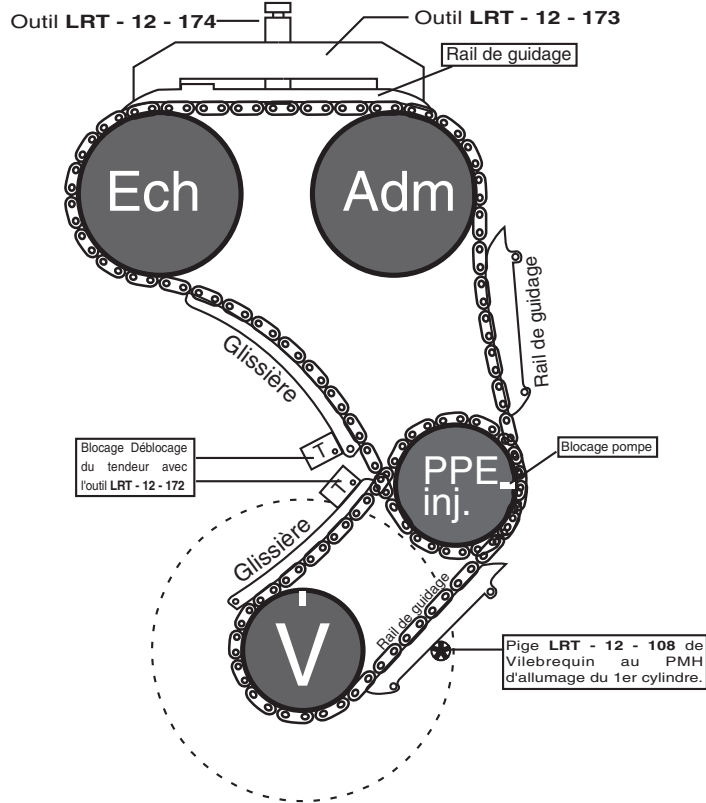 Outil LRT - 12 - 174
Outil LRT - 12 - 173
Rail de guidage
Ech
Adm
Rail de guidage
Glissière
T
Blocage Déblocage
du tendeur avec
l'outil LRT - 12 - 172
T
PPE
inj.
Blocage pompe
Glissière
V
Rail de guidage
Pige LRT - 12 - 108 de
Vilebrequin au PMH
d'allumage du 1er cylindre.